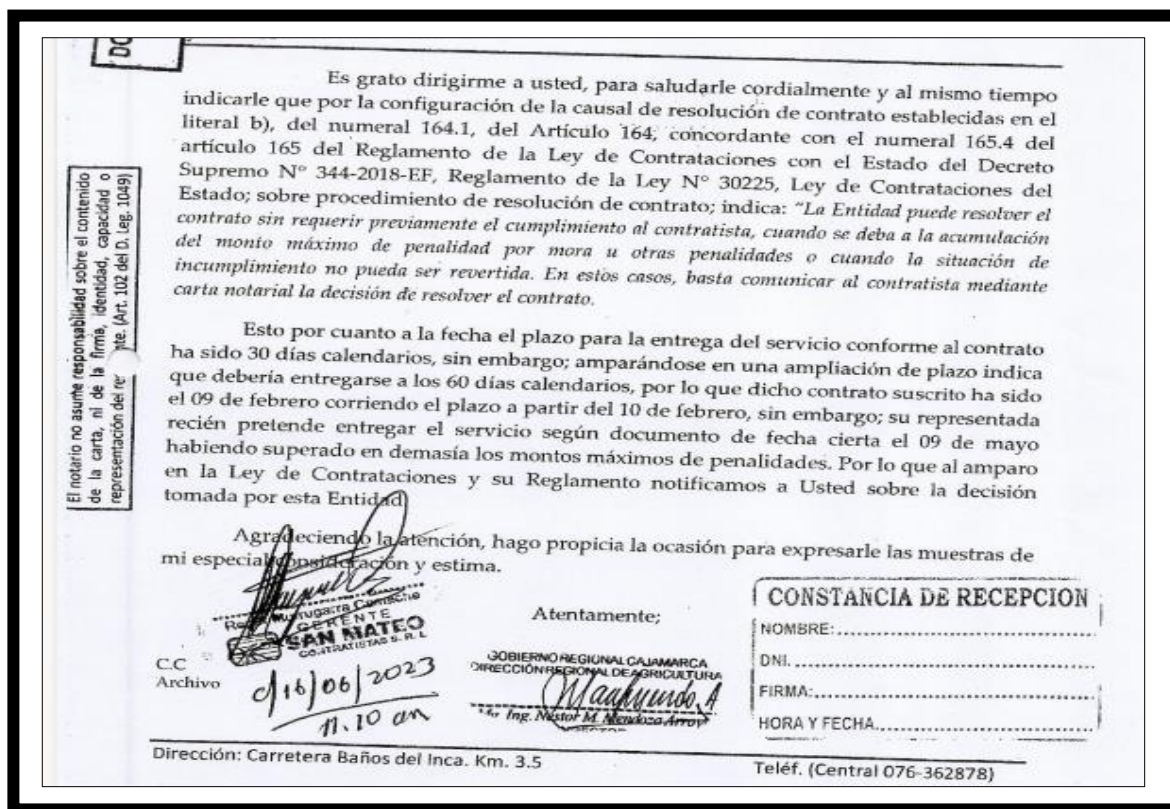 DO
Es grato dirigirme a usted, para saludarle cordialmente y al mismo tiempo
indicarle que por la configuración de la causal de resolución de contrato establecidas en el
literal b), del numeral 164.1, del Artículo 164, concordante con el numeral 165.4 del
artículo 165 del Reglamento de la Ley de Contrataciones con el Estado del Decreto
Supremo N° 344-2018-EF, Reglamento de la Ley N° 30225, Ley de Contrataciones del
Estado; sobre procedimiento de resolución de contrato; indica: "La Entidad puede resolver el
contrato sin requerir previamente el cumplimiento al contratista, cuando se deba a la acumulación
del monto máximo de penalidad por mora u otras penalidades o cuando la situación de
incumplimiento no pueda ser revertida. En estos casos, basta comunicar al contratista mediante
carta notarial la decisión de resolver el contrato.
Esto por cuanto a la fecha el plazo para la entrega del servicio conforme al contrato
ha sido 30 días calendarios, sin embargo; amparándose en una ampliación de plazo indica
que debería entregarse a los 60 días calendarios, por lo que dicho contrato suscrito ha sido
el 09 de febrero corriendo el plazo a partir del 10 de febrero, sin embargo; su representada
recién pretende entregar el servicio según documento de fecha cierta el 09 de mayo
habiendo superado en demasía los montos máximos de penalidades. Por lo que al amparo
en la Ley de Contrataciones y su Reglamento notificamos a Usted sobre la decisión
tomada por esta Entidad
Agradeciendo la atención, hago propicia la ocasión para expresarle las muestras de
mi especial consideración y estima.
El notario no asume responsabilidad sobre el contenido
de la carta, ni de la firma, identidad, capacidad o
representación del (Art. 102 del D. Leg. 1049)
GERENTE
SAN MATEO
CONTRATISTAS S.R.L
16/06/2023
11.10 am
C.C
Archivo
Atentamente;
GOBIERNO REGIONAL CAJAMARCA
DIRECCIÓN REGIONAL DE AGRICULTURA
Ing. Néstor M. Mendoza Arroy
CONSTANCIA DE RECEPCION
NOMBRE:
DNI.
FIRMA:
HORA Y FECHA
Dirección: Carretera Baños del Inca. Km. 3.5
Teléf. (Central 076-362878)